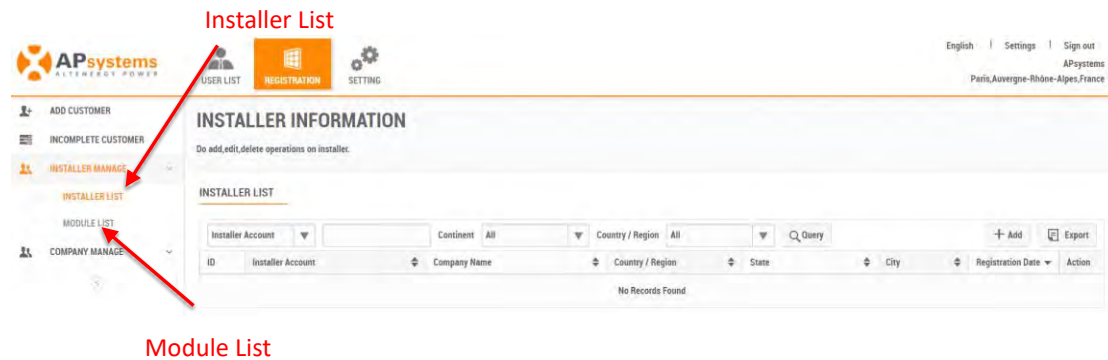 Installer List
APsystems
ALTENERGY POWER
USER LIST
REGISTRATION
SETTING
English | Settings | Sign out
APsystems
Paris,Auvergne-Rhône-Alpes,France
ADD CUSTOMER
INCOMPLETE CUSTOMER
INSTALLER MANAGE
INSTALLER LIST
MODULE LIST
COMPANY MANAGE
INSTALLER INFORMATION
Do add,edit,delete operations on installer.
INSTALLER LIST
Installer Account Continent All Country / Region All Query + Add Export
ID Installer Account Company Name Country / Region State City Registration Date Action
No Records Found
Module List